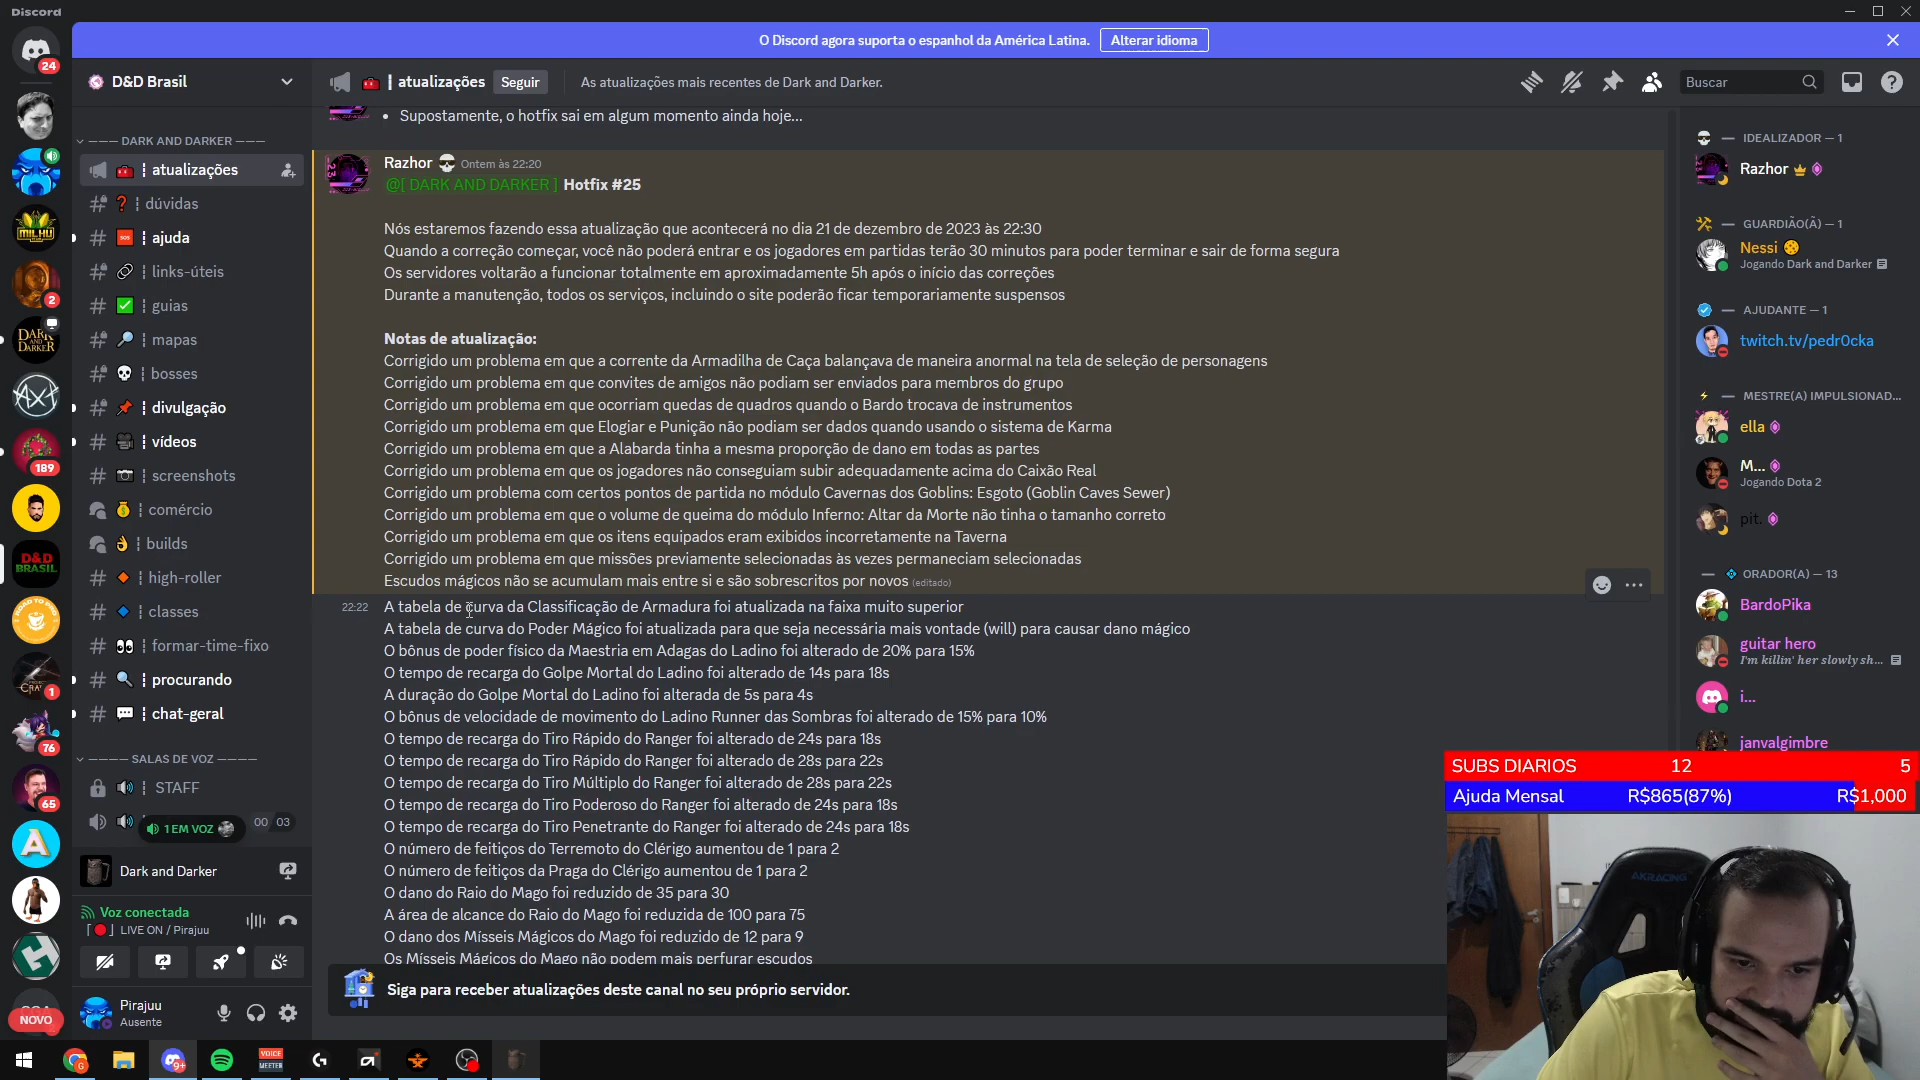 Discord
O Discord agora suporta o espanhol da América Latina. Alterar idioma
24
D&D Brasil
| atualizações Seguir As atualizações mais recentes de Dark and Darker. Buscar
——— DARK AND DARKER ———
atualizações
dúvidas
ajuda
links-úteis
guias
mapas
bosses
divulgação
vídeos
screenshots
comércio
builds
high-roller
classes
formar-time-fixo
procurando
chat-geral
———— SALAS DE VOZ ————
STAFF
1 EM VOZ 00 03
Dark and Darker
Voz conectada
LIVE ON / Pirajuu
Pirajuu
Ausente
MILKU
2
DARK AND DARKER
AXT
189
D&D BRASIL
ROAD TO PRO
1
76
65
NOVO
• Supostamente, o hotfix sai em algum momento ainda hoje...
Razhor Ontem às 22:20
@[ DARK AND DARKER ] Hotfix #25
Nós estaremos fazendo essa atualização que acontecerá no dia 21 de dezembro de 2023 às 22:30
Quando a correção começar, você não poderá entrar e os jogadores em partidas terão 30 minutos para poder terminar e sair de forma segura
Os servidores voltarão a funcionar totalmente em aproximadamente 5h após o início das correções
Durante a manutenção, todos os serviços, incluindo o site poderão ficar temporariamente suspensos
Notas de atualização:
Corrigido um problema em que a corrente da Armadilha de Caça balançava de maneira anormal na tela de seleção de personagens
Corrigido um problema em que convites de amigos não podiam ser enviados para membros do grupo
Corrigido um problema em que ocorriam quedas de quadros quando o Bardo trocava de instrumentos
Corrigido um problema em que Elogiar e Punição não podiam ser dados quando usando o sistema de Karma
Corrigido um problema em que a Alabarda tinha a mesma proporção de dano em todas as partes
Corrigido um problema em que os jogadores não conseguiam subir adequadamente acima do Caixão Real
Corrigido um problema com certos pontos de partida no módulo Cavernas dos Goblins: Esgoto (Goblin Caves Sewer)
Corrigido um problema em que o volume de queima do módulo Inferno: Altar da Morte não tinha o tamanho correto
Corrigido um problema em que os itens equipados eram exibidos incorretamente na Taverna
Corrigido um problema em que missões previamente selecionadas às vezes permaneciam selecionadas
Escudos mágicos não se acumulam mais entre si e são sobrescritos por novos (editado)
22:22 A tabela de curva da Classificação de Armadura foi atualizada na faixa muito superior
A tabela de curva do Poder Mágico foi atualizada para que seja necessária mais vontade (will) para causar dano mágico
O bônus de poder físico da Maestria em Adagas do Ladino foi alterado de 20% para 15%
O tempo de recarga do Golpe Mortal do Ladino foi alterado de 14s para 18s
A duração do Golpe Mortal do Ladino foi alterada de 5s para 4s
O bônus de velocidade de movimento do Ladino Runner das Sombras foi alterado de 15% para 10%
O tempo de recarga do Tiro Rápido do Ranger foi alterado de 24s para 18s
O tempo de recarga do Tiro Rápido do Ranger foi alterado de 28s para 22s
O tempo de recarga do Tiro Múltiplo do Ranger foi alterado de 28s para 22s
O tempo de recarga do Tiro Poderoso do Ranger foi alterado de 24s para 18s
O tempo de recarga do Tiro Penetrante do Ranger foi alterado de 24s para 18s
O número de feitiços do Terremoto do Clérigo aumentou de 1 para 2
O número de feitiços da Praga do Clérigo aumentou de 1 para 2
O dano do Raio do Mago foi reduzido de 35 para 30
A área de alcance do Raio do Mago foi reduzida de 100 para 75
O dano dos Mísseis Mágicos do Mago foi reduzido de 12 para 9
Os Mísseis Mágicos do Mago não podem mais perfurar escudos
Siga para receber atualizações deste canal no seu próprio servidor.
— IDEALIZADOR — 1
Razhor
— GUARDIÃO(Ã) — 1
Nessi
Jogando Dark and Darker
— AJUDANTE — 1
twitch.tv/pedr0cka
— MESTRE(A) IMPULSIONAD...
ella
M...
Jogando Dota 2
pit.
— ORADOR(A) — 13
BardoPika
guitar hero
I'm killin' her slowly sh...
i...
janvalgimbre
SUBS DIARIOS 12 5
Ajuda Mensal R$865(87%) R$1,000
AKRACING
9+
VOICE MEETER